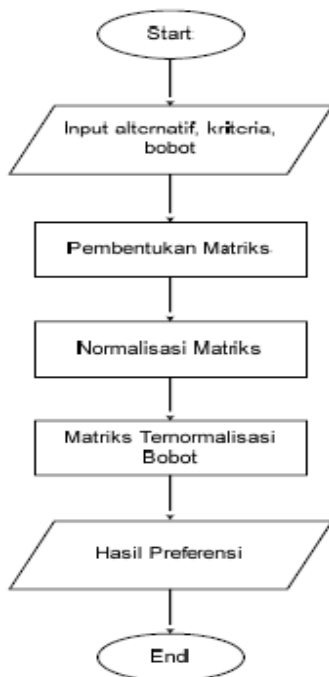 Start
Input alternatif, kriteria,
bobot
Pembentukan Matriks
Normalisasi Matriks
Matriks Ternormalisasi
Bobot
Hasil Preferensi
End